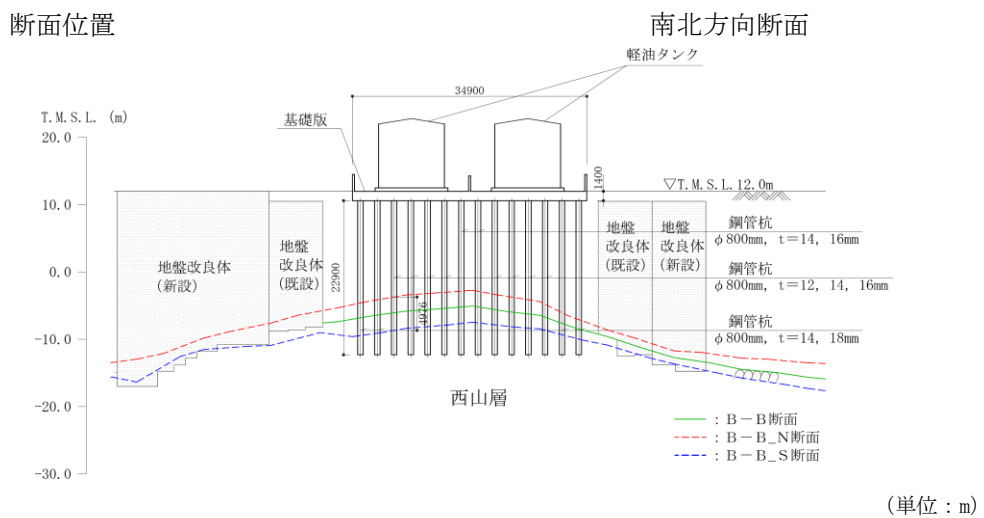 断面位置
南北方向断面
軽油タンク
34900
T.M.S.L. (m)
基礎版
20.0
1400
▽T.M.S.L.12.0m
10.0
鋼管杭
φ800mm, t=14, 16mm
地盤
改良体
(新設)
地盤
改良体
(既設)
地盤
改良体
(既設)
地盤
改良体
(新設)
0.0
22900
鋼管杭
φ800mm, t=12, 14, 16mm
4976
鋼管杭
φ800mm, t=14, 18mm
-10.0
西山層
-20.0
:B-B断面
:B-B_N断面
:B-B_S断面
-30.0
(単位:m)